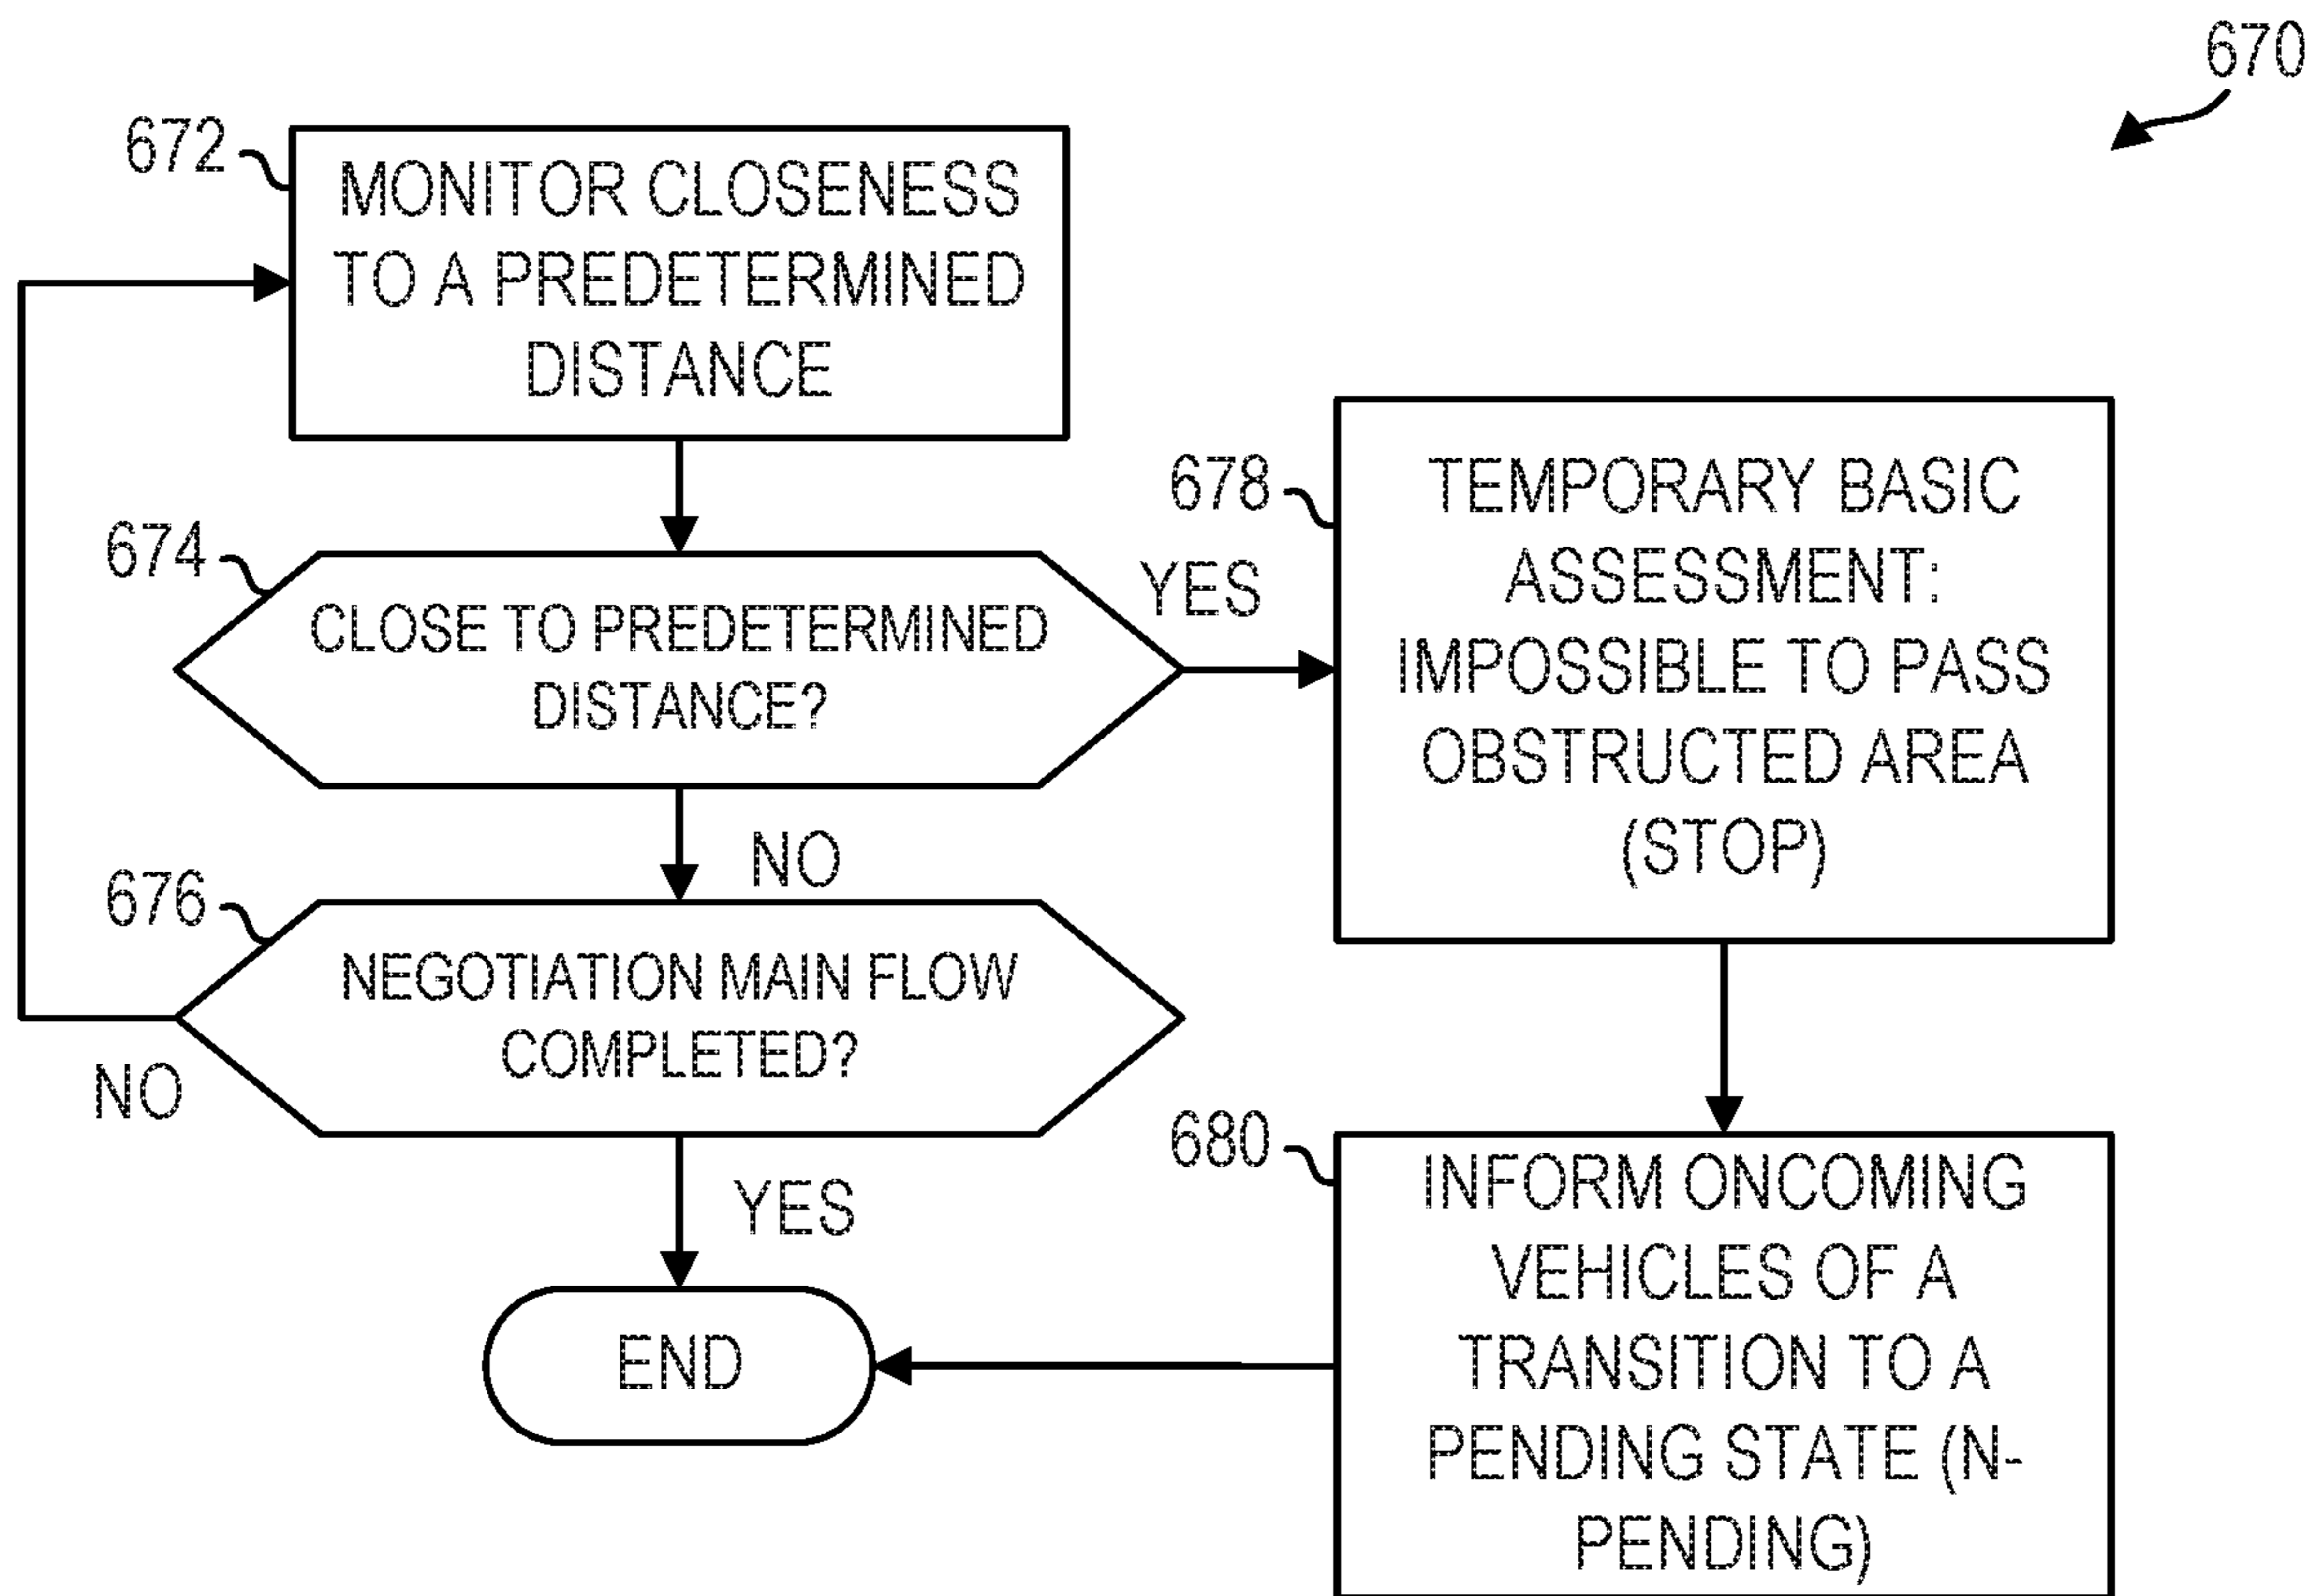 670
672
MONITOR CLOSENESS
TO A PREDETERMINED
DISTANCE
674
CLOSE TO PREDETERMINED
DISTANCE?
YES
NO
676
NEGOTIATION MAIN FLOW
COMPLETED?
NO
YES
END
678
TEMPORARY BASIC
ASSESSMENT:
IMPOSSIBLE TO PASS
OBSTRUCTED AREA
(STOP)
680
INFORM ONCOMING
VEHICLES OF A
TRANSITION TO A
PENDING STATE (N-
PENDING)